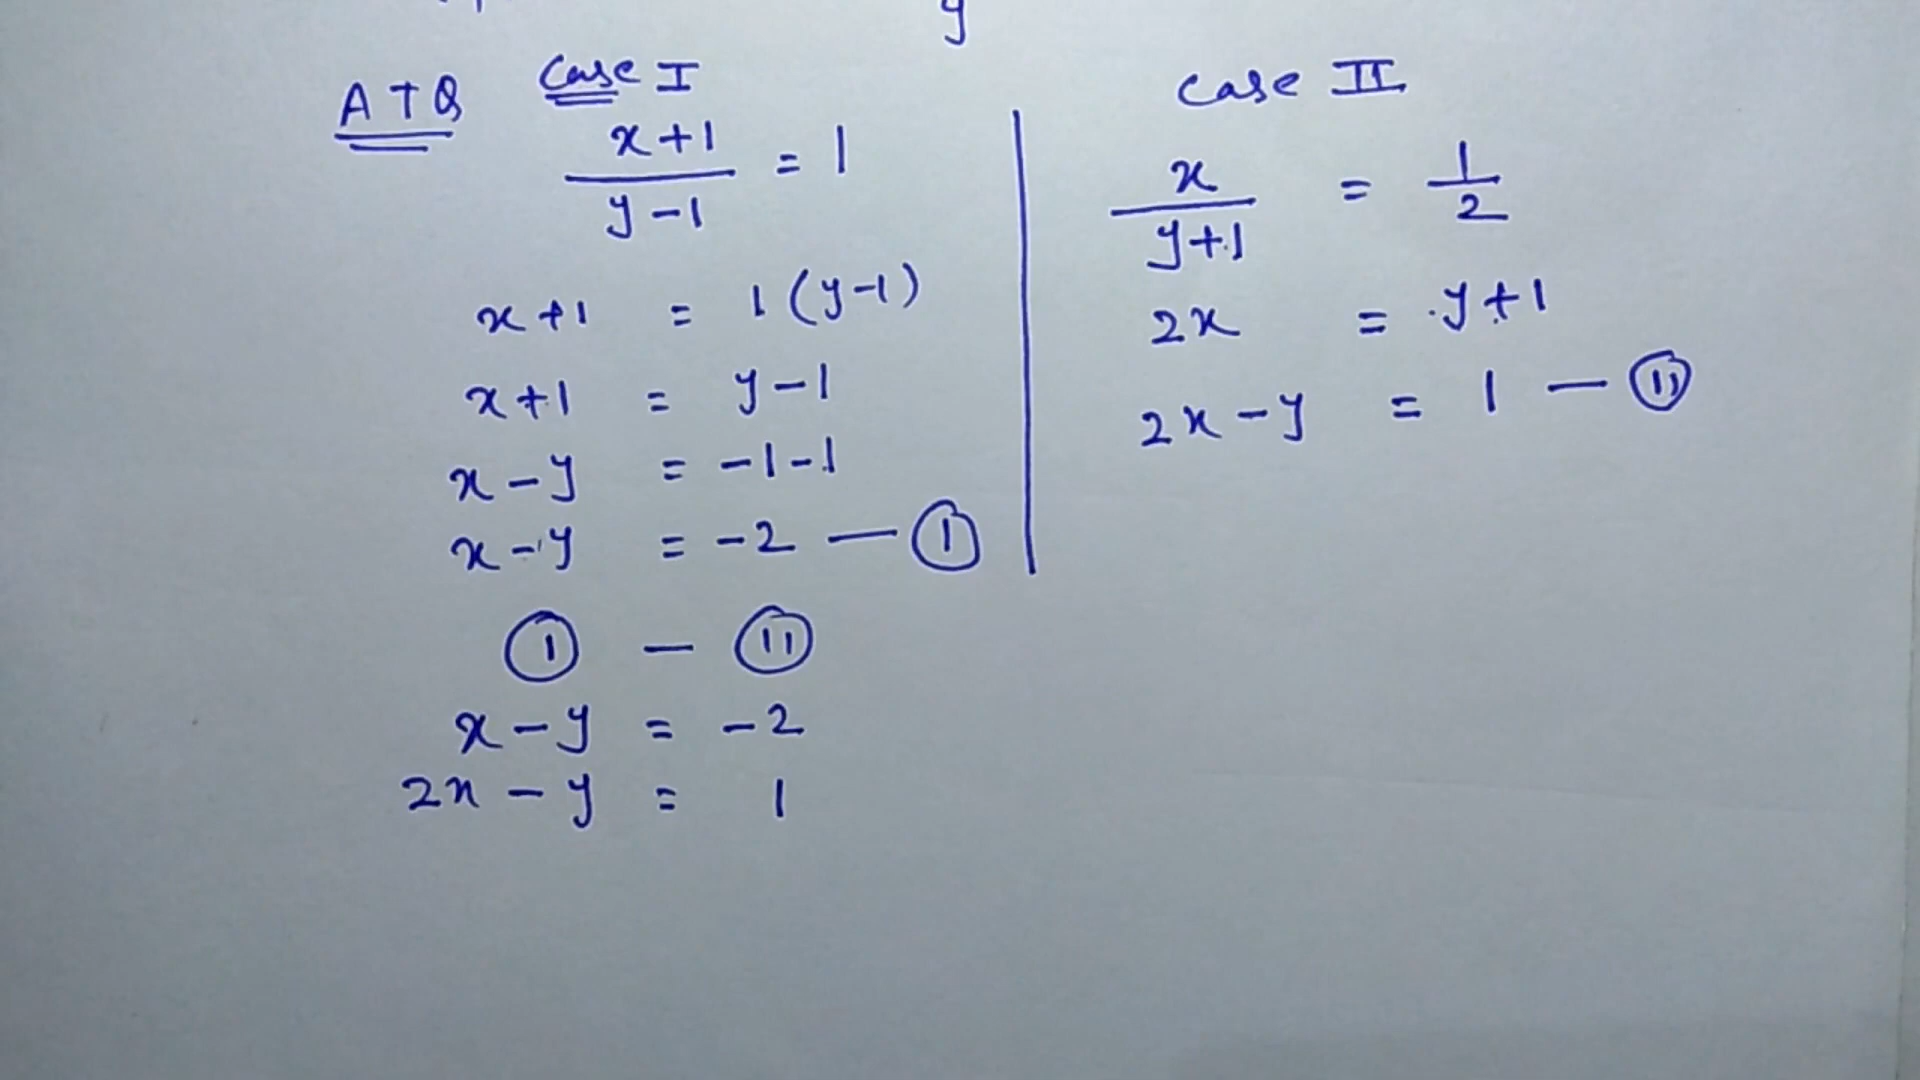 y
ATQ Case I
x+1 / y-1 = 1
x+1 = 1(y-1)
x+1 = y-1
x-y = -1-1
x-y = -2 — ①
Case II
x / y+1 = 1/2
2x = y+1
2x-y = 1 — ⑪
① — ⑪
x-y = -2
2x-y = 1